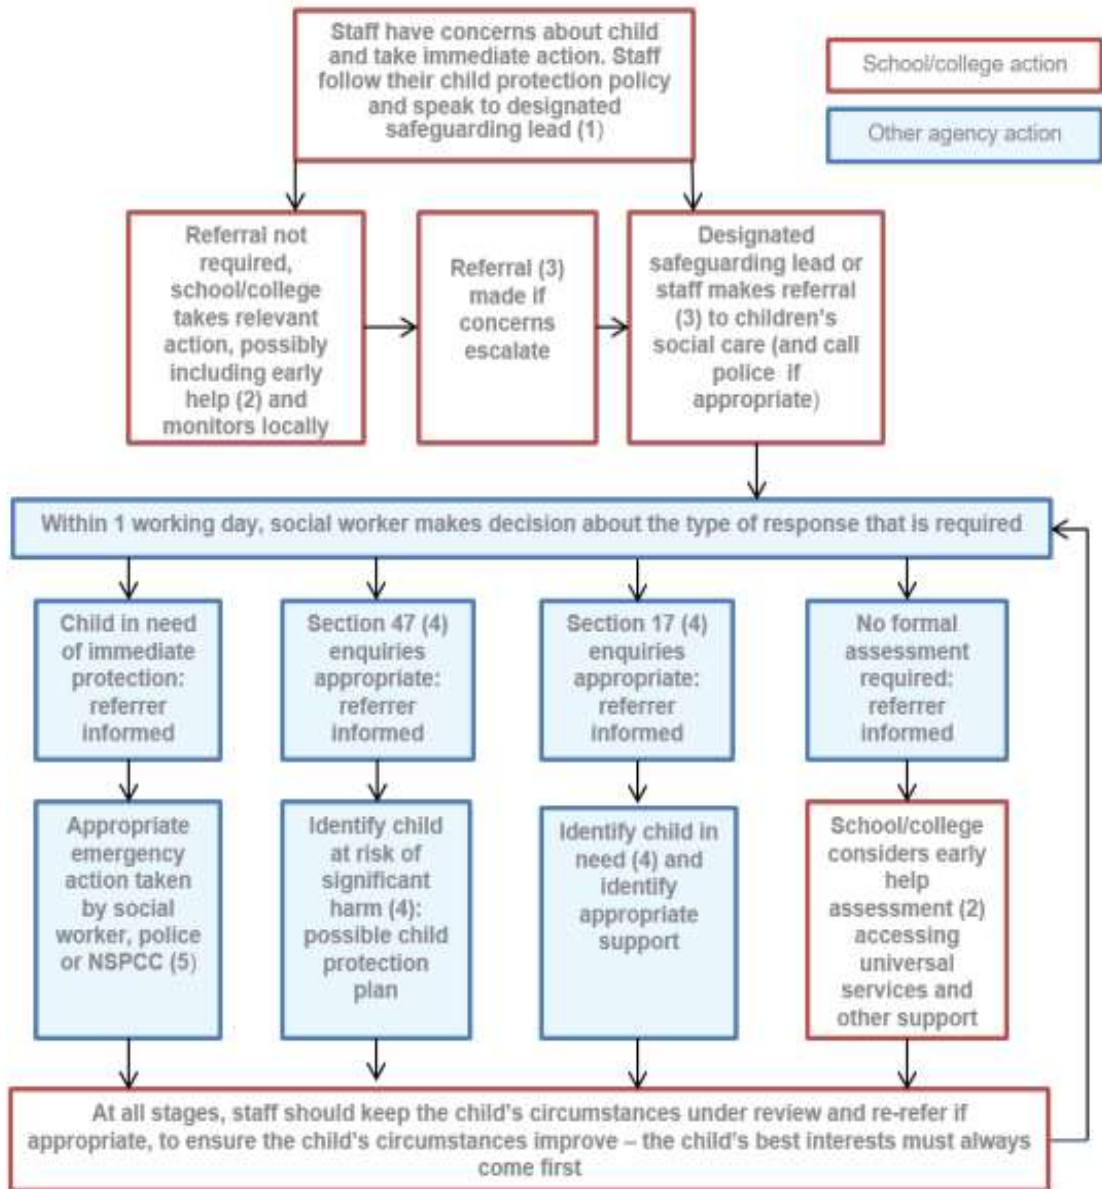 Staff have concerns about child
and take immediate action. Staff
follow their child protection policy
and speak to designated
safeguarding lead (1)
School/college action
Other agency action
Referral not
required,
school/college
takes relevant
action, possibly
including early
help (2) and
monitors locally
Referral (3)
made if
concerns
escalate
Designated
safeguarding lead or
staff makes referral
(3) to children's
social care (and call
police if
appropriate)
Within 1 working day, social worker makes decision about the type of response that is required
Child in need
of immediate
protection:
referrer
informed
Section 47 (4)
enquiries
appropriate:
referrer
informed
Section 17 (4)
enquiries
appropriate:
referrer
informed
No formal
assessment
required:
referrer
informed
Appropriate
emergency
action taken
by social
worker, police
or NSPCC (5)
Identify child
at risk of
significant
harm (4):
possible child
protection
plan
Identify child in
need (4) and
identify
appropriate
support
School/college
considers early
help
assessment (2)
accessing
universal
services and
other support
At all stages, staff should keep the child's circumstances under review and re-refer if
appropriate, to ensure the child's circumstances improve – the child's best interests must always
come first